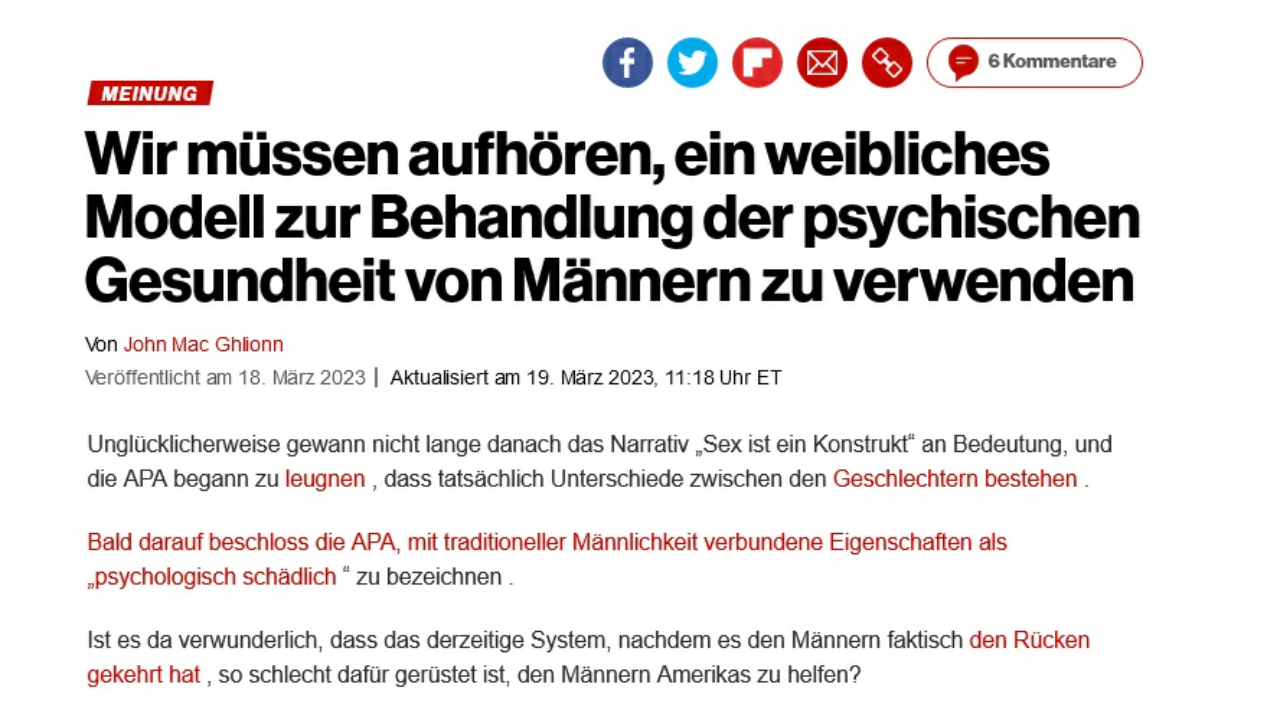 6 Kommentare
MEINUNG
Wir müssen aufhören, ein weibliches
Modell zur Behandlung der psychischen
Gesundheit von Männern zu verwenden
Von John Mac Ghlionn
Veröffentlicht am 18. März 2023 | Aktualisiert am 19. März 2023, 11:18 Uhr ET
Unglücklicherweise gewann nicht lange danach das Narrativ „Sex ist ein Konstrukt“ an Bedeutung, und
die APA begann zu leugnen , dass tatsächlich Unterschiede zwischen den Geschlechtern bestehen .
Bald darauf beschloss die APA, mit traditioneller Männlichkeit verbundene Eigenschaften als
„psychologisch schädlich “ zu bezeichnen .
Ist es da verwunderlich, dass das derzeitige System, nachdem es den Männern faktisch den Rücken
gekehrt hat , so schlecht dafür gerüstet ist, den Männern Amerikas zu helfen?